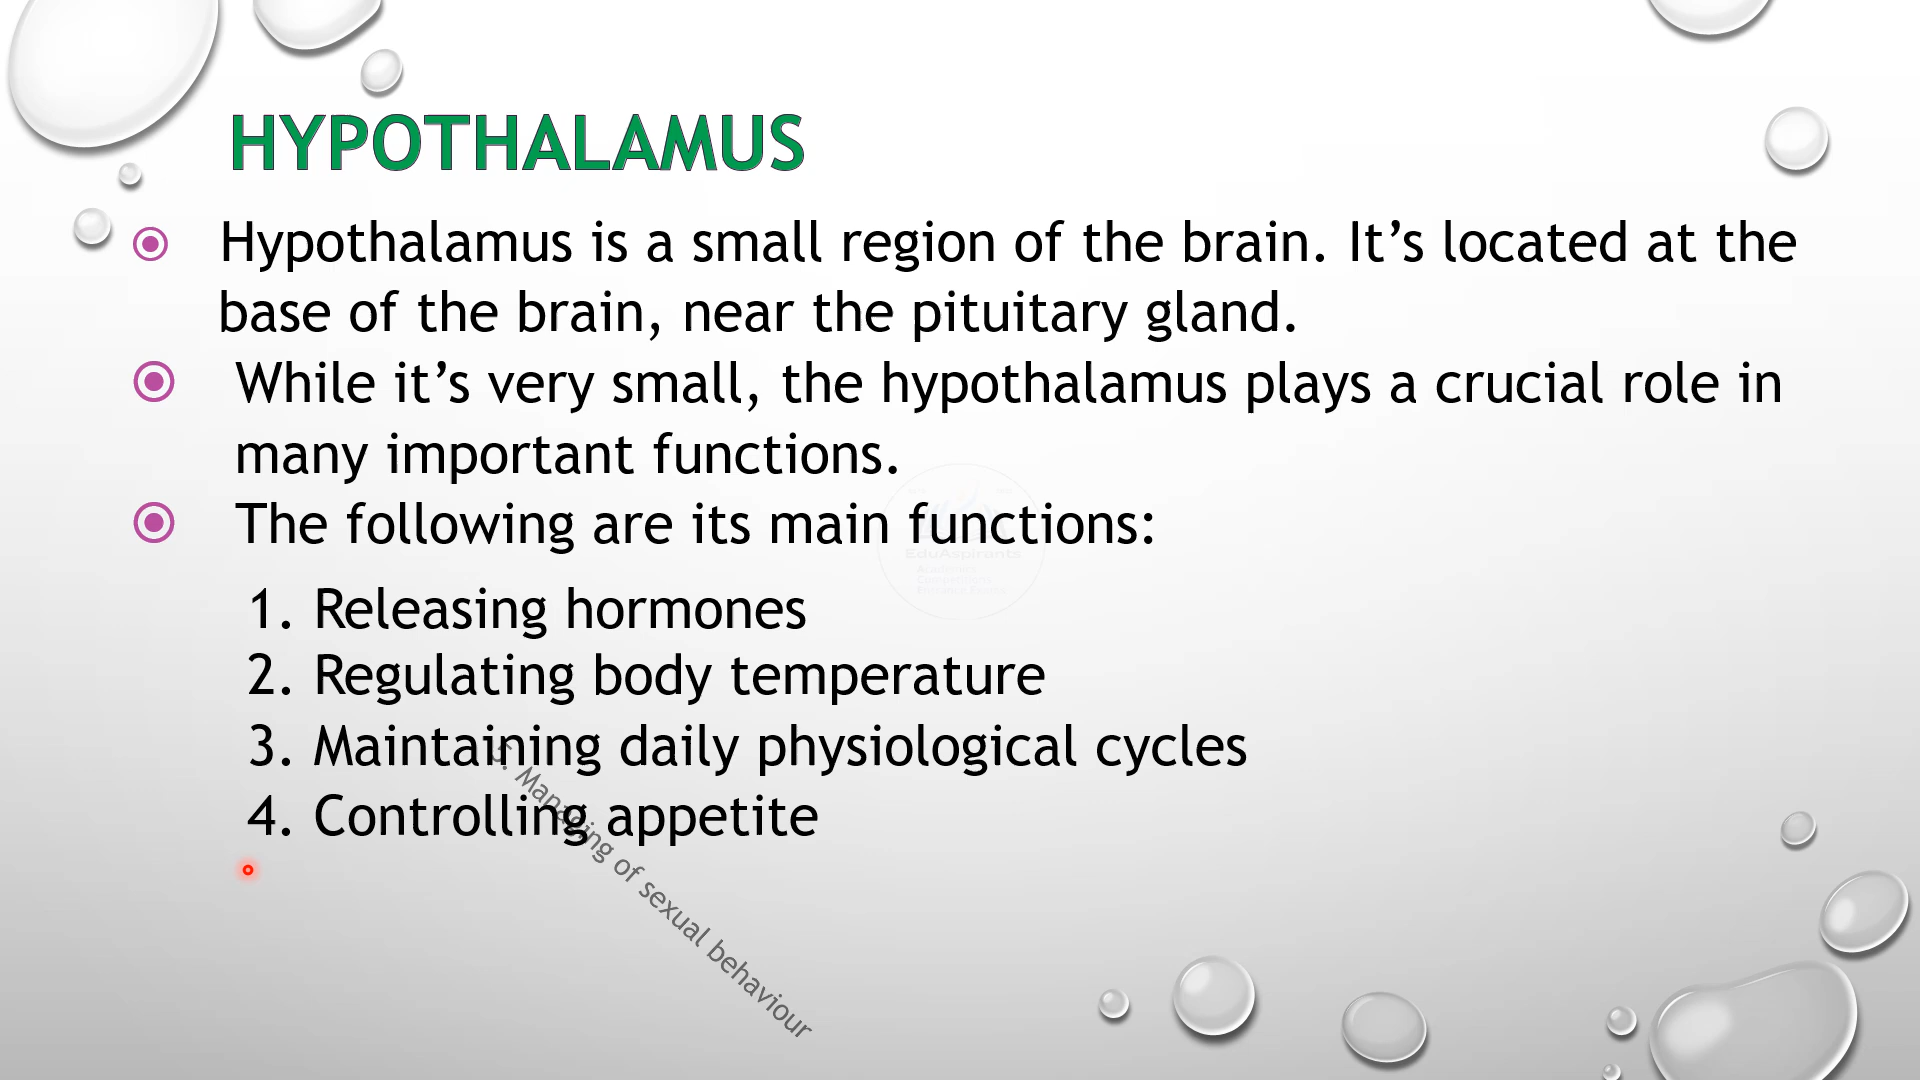 HYPOTHALAMUS
Hypothalamus is a small region of the brain. It’s located at the
base of the brain, near the pituitary gland.
While it’s very small, the hypothalamus plays a crucial role in
many important functions.
The following are its main functions:
EduAspirants
1. Releasing hormones
2. Regulating body temperature
3. Maintaining daily physiological cycles
4. Controlling appetite
5. Managing of sexual behaviour